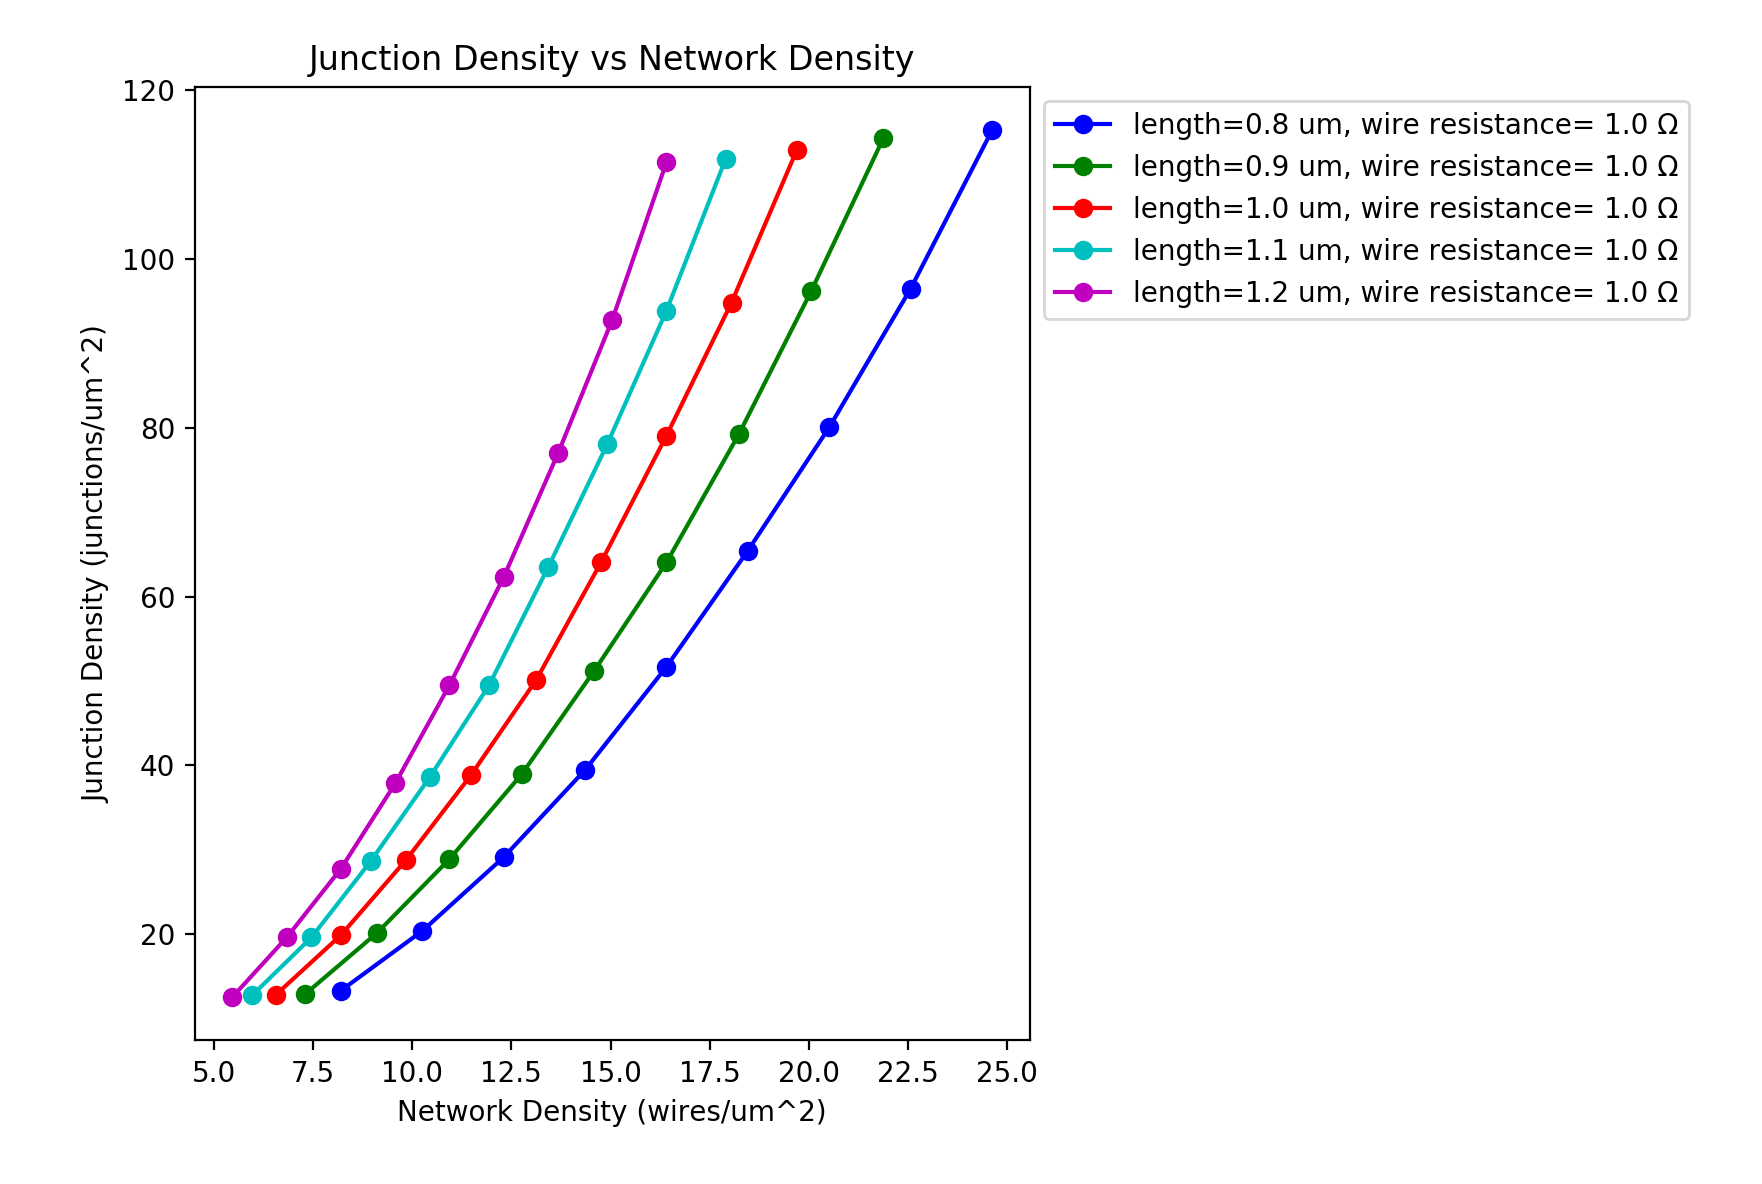 Junction Density vs Network Density
120
100
80
60
40
20
Junction Density (junctions/um^2)
5.0 7.5 10.0 12.5 15.0 17.5 20.0 22.5 25.0
Network Density (wires/um^2)
length=0.8 um, wire resistance= 1.0 Ω
length=0.9 um, wire resistance= 1.0 Ω
length=1.0 um, wire resistance= 1.0 Ω
length=1.1 um, wire resistance= 1.0 Ω
length=1.2 um, wire resistance= 1.0 Ω